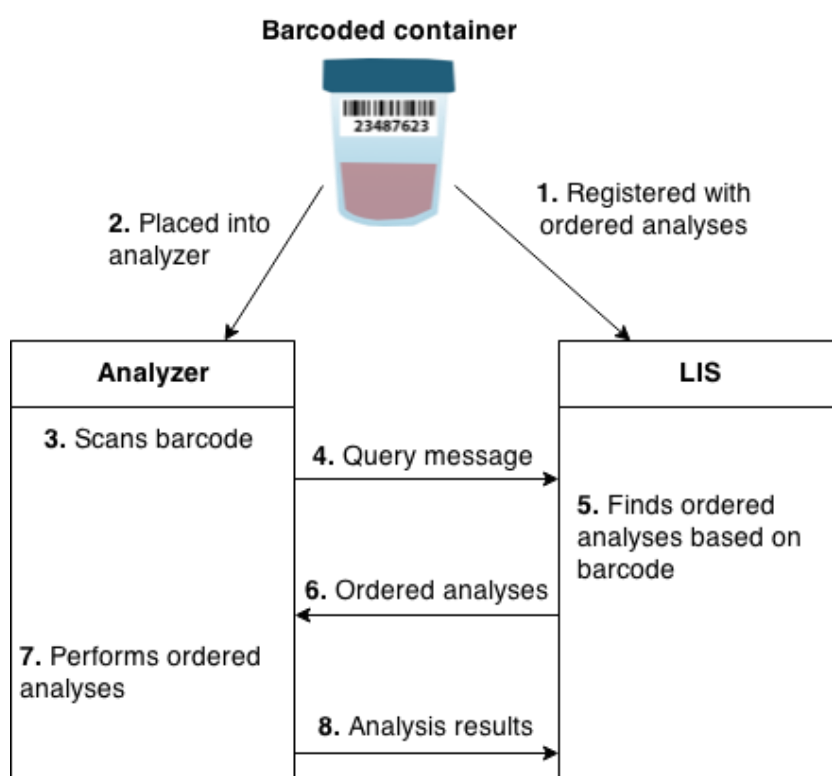 Barcoded container
23487623
1. Registered with
ordered analyses
2. Placed into
analyzer
Analyzer
LIS
3. Scans barcode
4. Query message
5. Finds ordered
analyses based on
barcode
6. Ordered analyses
7. Performs ordered
analyses
8. Analysis results